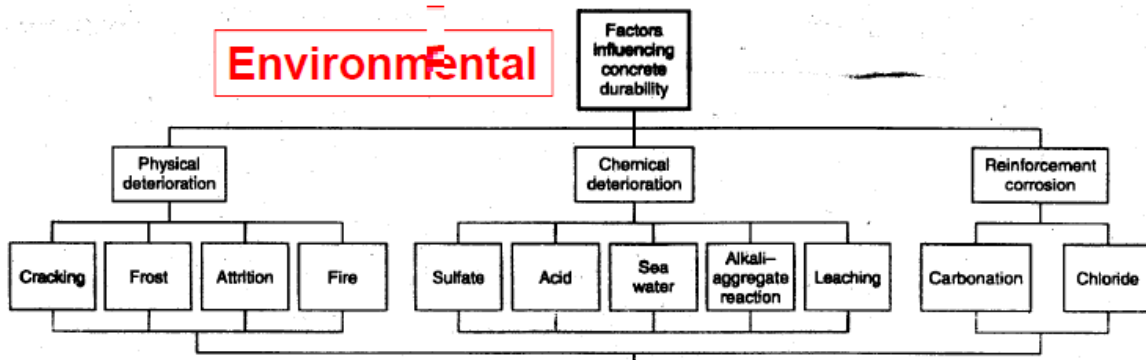 Environmental
Factors
influencing
concrete
durability
Physical
deterioration
Chemical
deterioration
Reinforcement
corrosion
Cracking
Frost
Attrition
Fire
Sulfate
Acid
Sea
water
Alkali–
aggregate
reaction
Leaching
Carbonation
Chloride